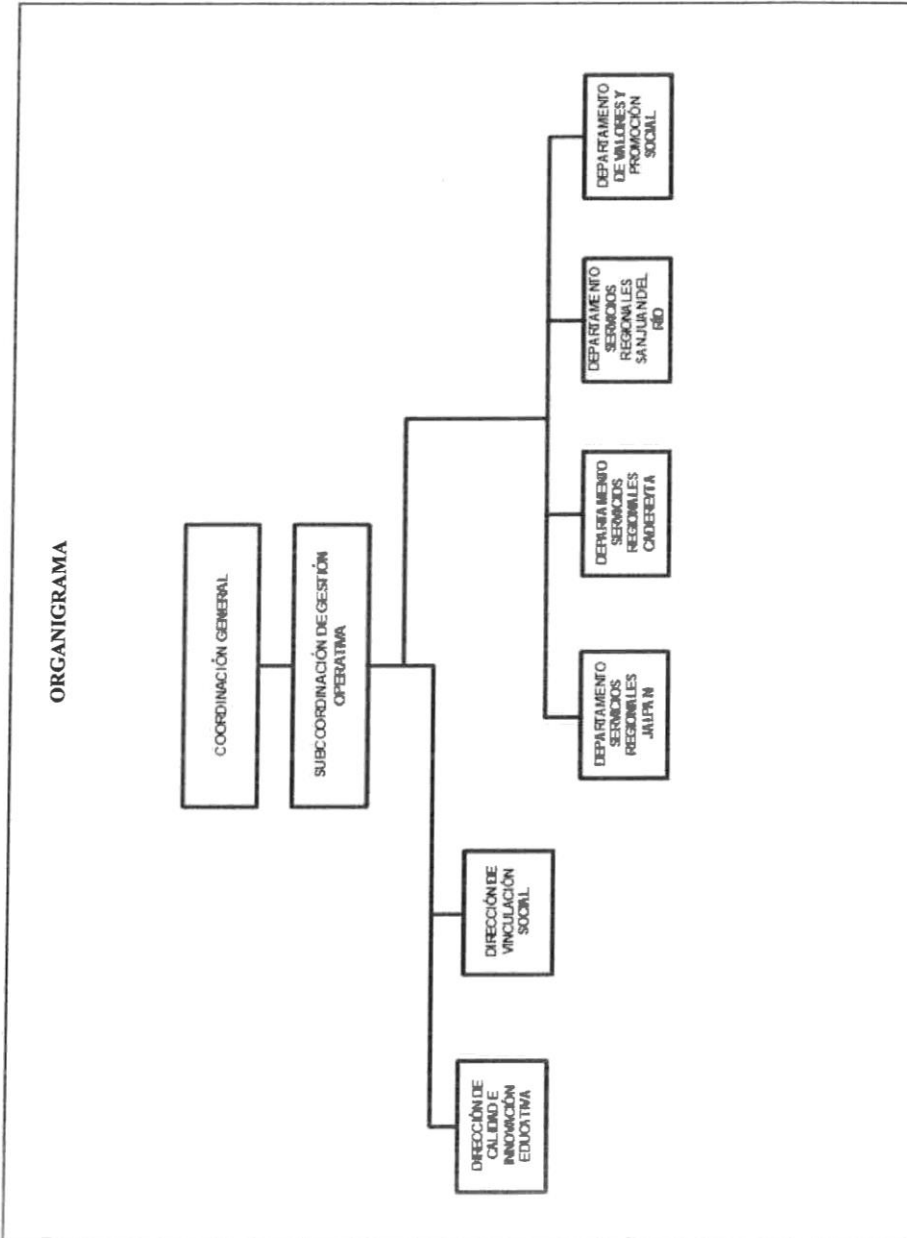 ORGANIGRAMA
COORDINACIÓN GENERAL
SUBCOORDINACIÓN DE GESTIÓN
OPERATIVA
DIRECCIÓN DE
CALIDAD E
INNOVACIÓN
EDUCATIVA
DIRECCIÓN DE
VINCULACIÓN
SOCIAL
DEPARTAMENTO
SERVICIOS
REGIONALES
JALPAN
DEPARTAMENTO
SERVICIOS
REGIONALES
CADEREYTA
DEPARTAMENTO
SERVICIOS
REGIONALES
SAN JUAN DEL
RÍO
DEPARTAMENTO
DE VALORES Y
PROMOCIÓN
SOCIAL